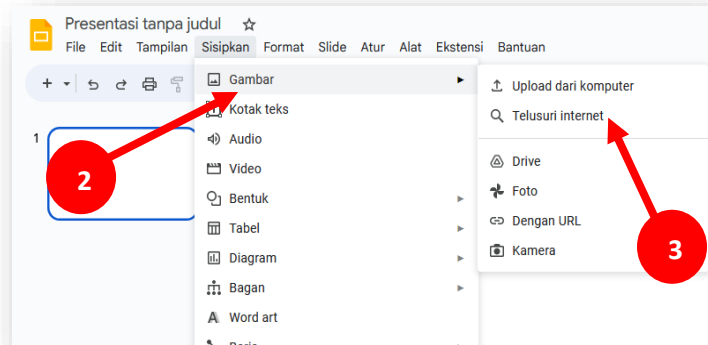 Presentasi tanpa judul
File Edit Tampilan Sisipkan Format Slide Atur Alat Ekstensi Bantuan
1
Gambar
Kotak teks
Audio
Video
Bentuk
Tabel
Diagram
Bagan
Word art
Upload dari komputer
Telusuri internet
Drive
Foto
Dengan URL
Kamera
2
3